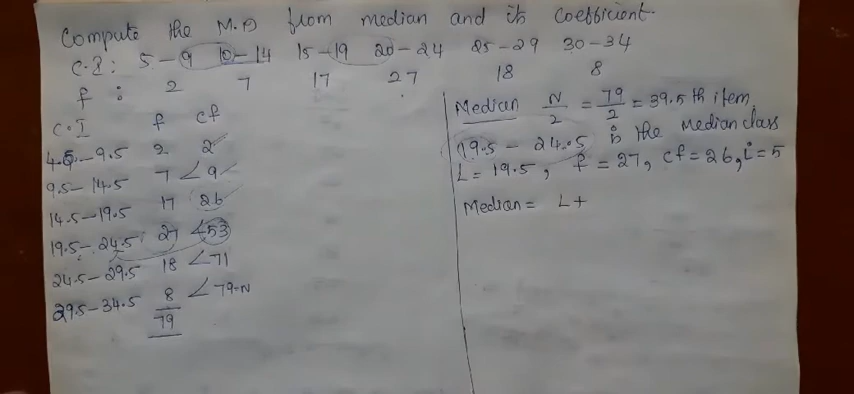 Compute the M.D from median and its coefficient.
C.I: 5-9 10-14 15-19 20-24 25-29 30-34
f: 2 7 17 27 18 8
C.I f cf
4.5-9.5 2 2
9.5-14.5 7 9
14.5-19.5 17 26
19.5-24.5 27 53
24.5-29.5 18 71
29.5-34.5 8 79=N
79
Median N/2 = 79/2 = 39.5th item
19.5-24.5 is the Median class
L=19.5, f=27, cf=26, i=5
Median= L+